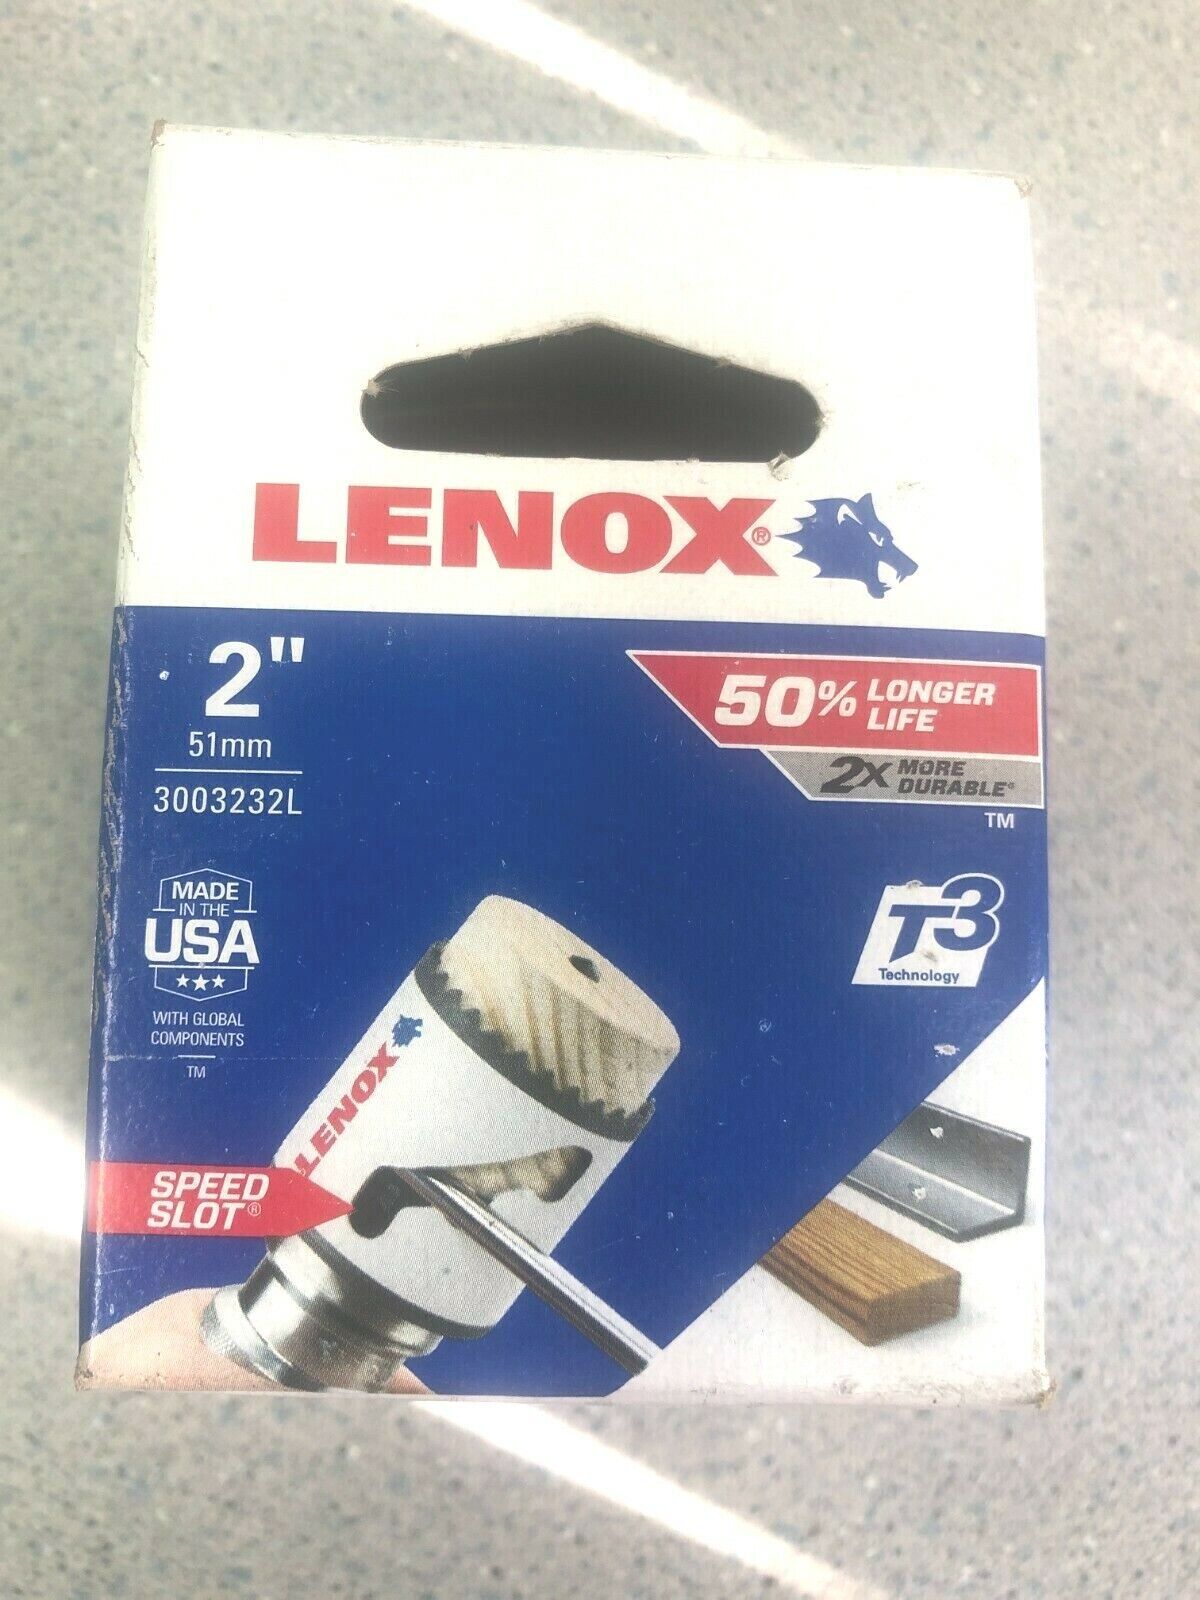 LENOX®
2"
51mm
3003232L
50% LONGER
LIFE
2X MORE
DURABLE®
™
MADE
IN THE
USA
WITH GLOBAL
COMPONENTS
™
T3
Technology
LENOX
SPEED
SLOT®